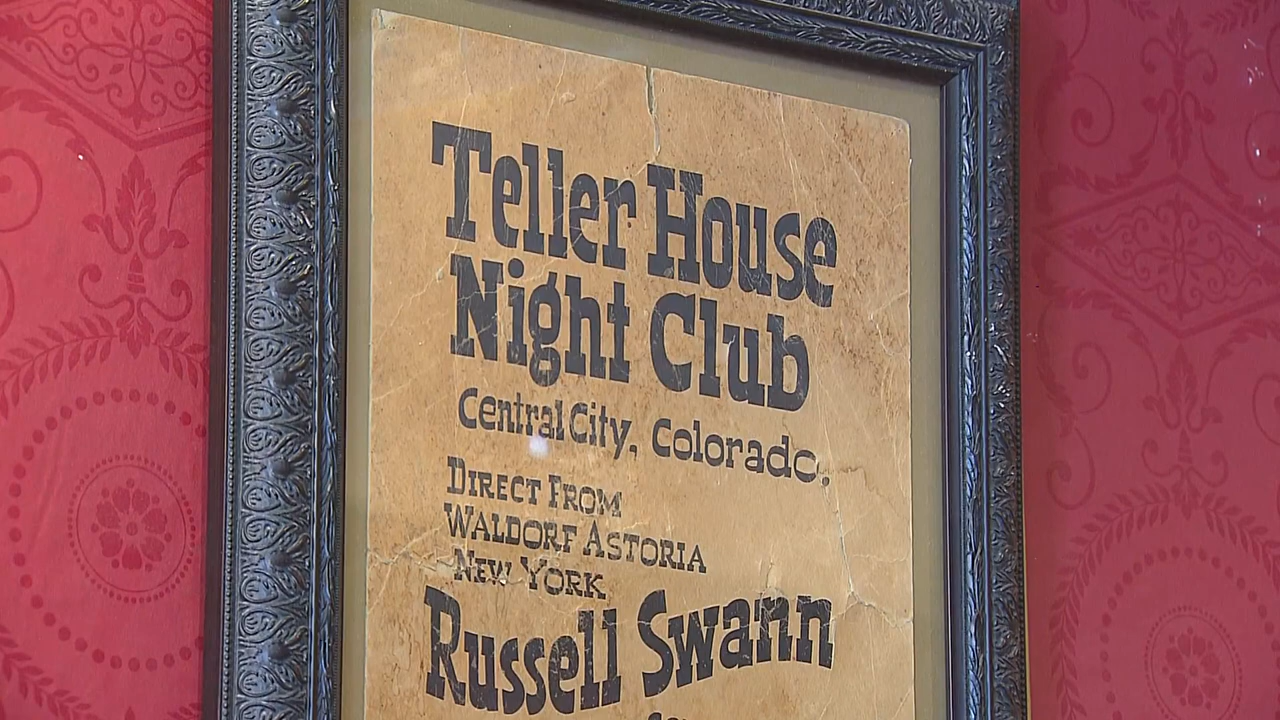 Teller House
Night Club
Central City, Colorado,
DIRECT FROM
WALDORF ASTORIA
NEW YORK
Russell Swann